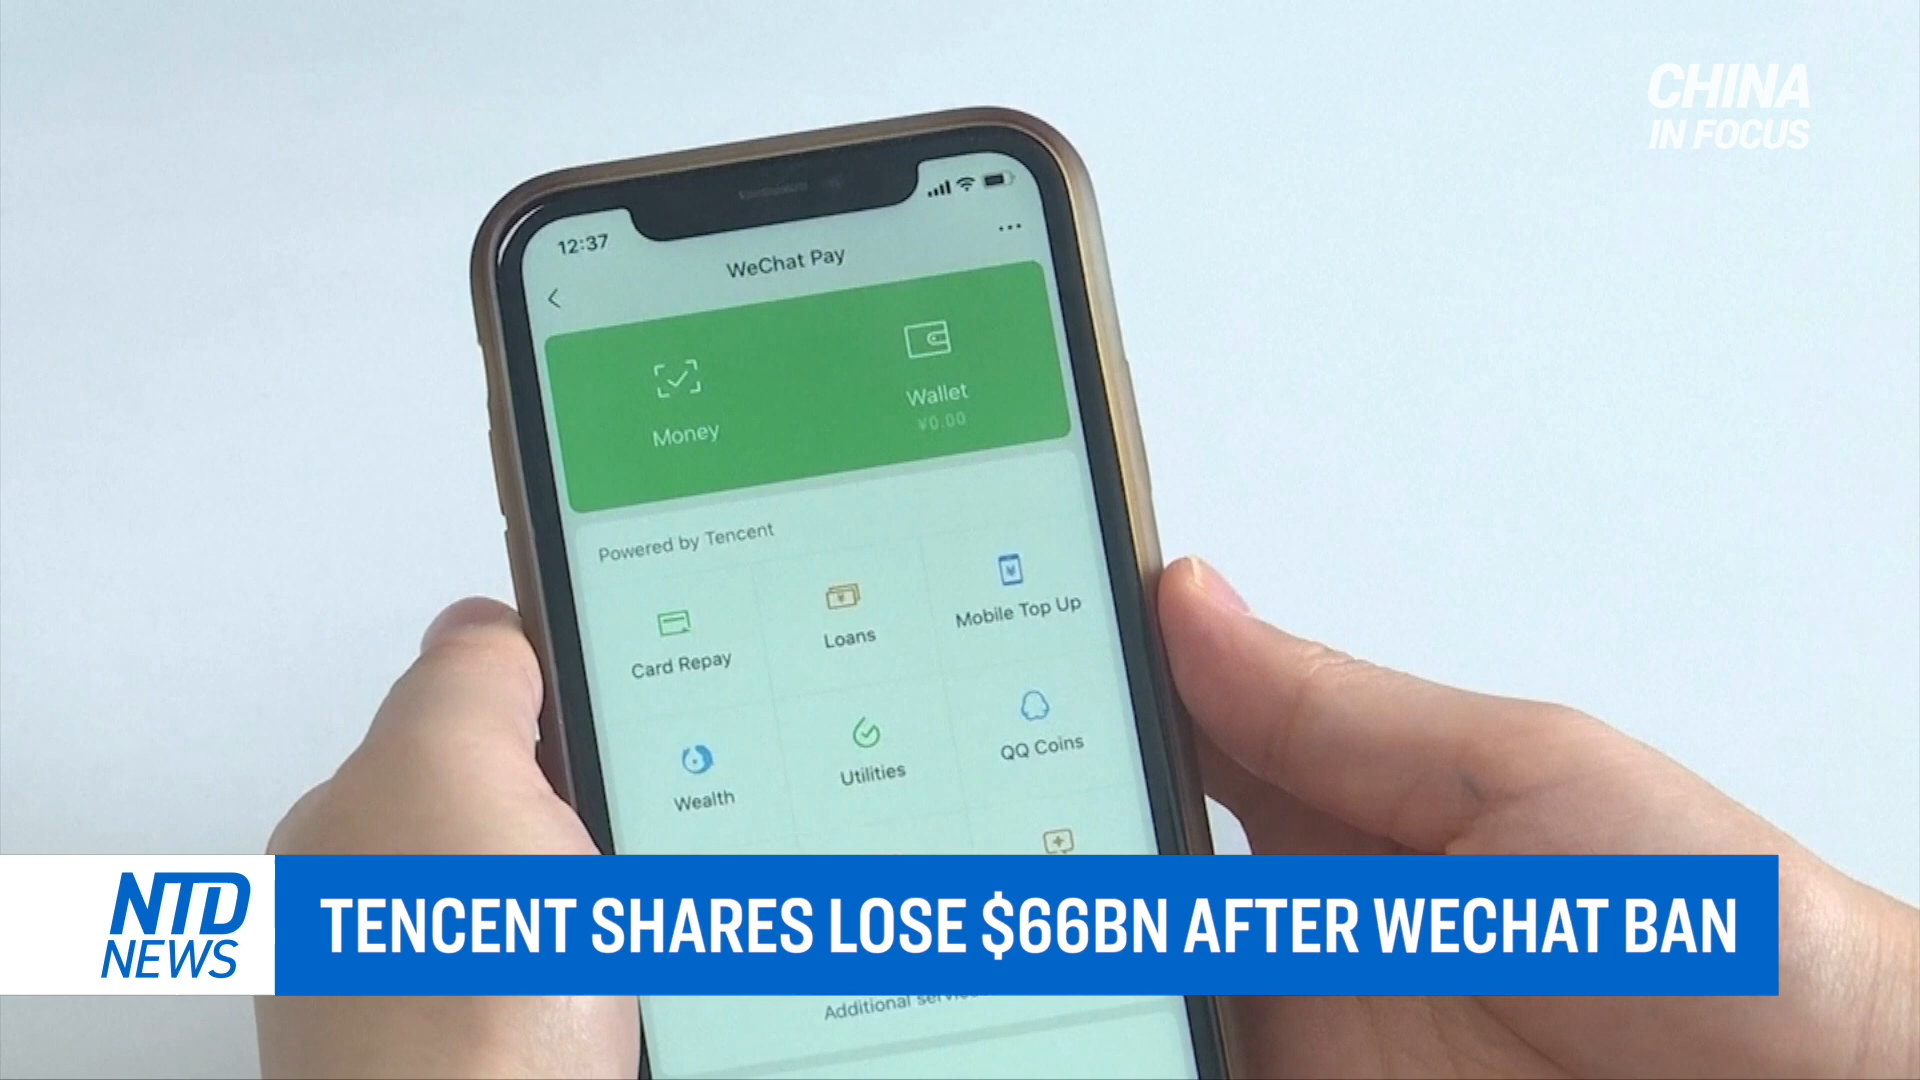 CHINA
IN FOCUS
12:37
WeChat Pay
Money
Wallet
¥0.00
Powered by Tencent
Card Repay
Loans
Mobile Top Up
Wealth
Utilities
QQ Coins
NTD
NEWS
TENCENT SHARES LOSE $66BN AFTER WECHAT BAN
Additional